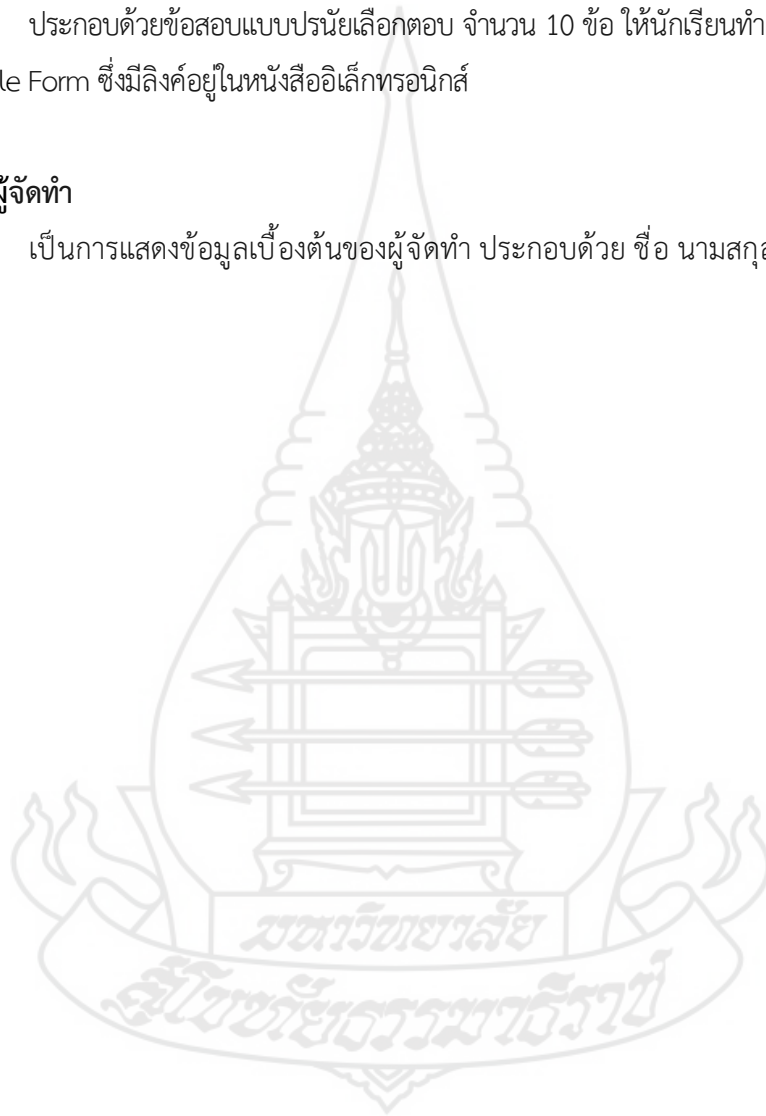 ประกอบด้วยข้อสอบแบบปรนัยเลือกตอบ จำนวน 10 ข้อ ให้นักเรียนทำ
le Form ซึ่งมีลิงค์อยู่ในหนังสืออิเล็กทรอนิกส์
ผู้จัดทำ
เป็นการแสดงข้อมูลเบื้องต้นของผู้จัดทำ ประกอบด้วย ชื่อ นามสกุล
มหาวิทยาลัย
สุโขทัยธรรมาธิราช